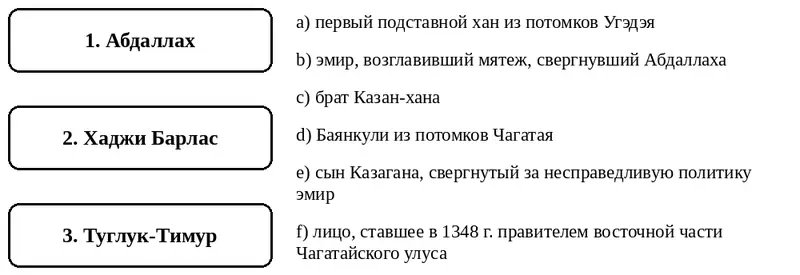 1. Абдаллах
2. Хаджи Барлас
3. Туглук-Тимур
a) первый подставной хан из потомков Угэдэя
b) эмир, возглавивший мятеж, свергнувший Абдаллаха
c) брат Казан-хана
d) Баянкули из потомков Чагатая
e) сын Казагана, свергнутый за несправедливую политику
эмир
f) лицо, ставшее в 1348 г. правителем восточной части
Чагатайского улуса